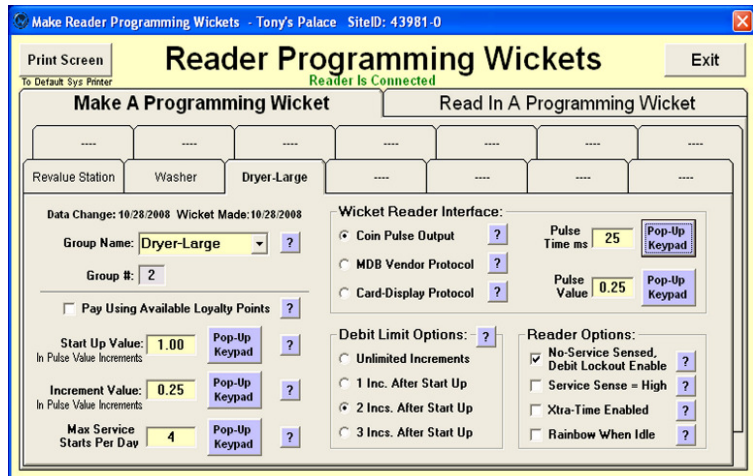 Make Reader Programming Wickets - Tony's Palace SiteID: 43981-0
Print Screen
To Default Sys Printer
Reader Programming Wickets
Reader Is Connected
Exit
Make A Programming Wicket
Read In A Programming Wicket
---- ---- ---- ---- ---- ---- ----
Revalue Station Washer Dryer-Large ---- ---- ---- ----
Data Change: 10/28/2008 Wicket Made:10/28/2008
Group Name: Dryer-Large ?
Group #: 2
Pay Using Available Loyalty Points ?
Start Up Value: 1.00 Pop-Up Keypad ?
In Pulse Value Increments
Increment Value: 0.25 Pop-Up Keypad ?
In Pulse Value Increments
Max Service
Starts Per Day 4 Pop-Up Keypad ?
Wicket Reader Interface:
Coin Pulse Output ?
MDB Vendor Protocol ?
Card-Display Protocol ?
Pulse
Time ms 25 Pop-Up Keypad
Pulse
Value 0.25 Pop-Up Keypad
Debit Limit Options: ?
Unlimited Increments
1 Inc. After Start Up
2 Incs. After Start Up
3 Incs. After Start Up
Reader Options:
No-Service Sensed,
Debit Lockout Enable ?
Service Sense = High ?
Xtra-Time Enabled ?
Rainbow When Idle ?